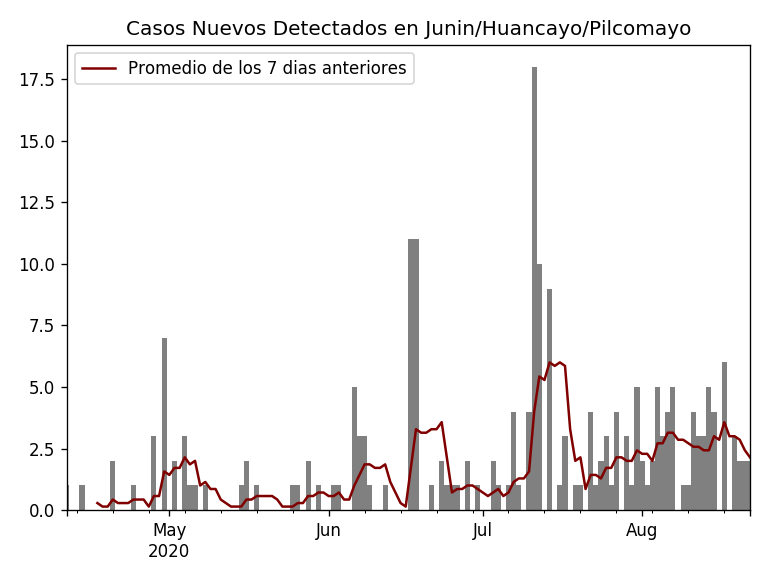 Casos Nuevos Detectados en Junin/Huancayo/Pilcomayo
Promedio de los 7 dias anteriores
17.5
15.0
12.5
10.0
7.5
5.0
2.5
0.0
May
2020
Jun
Jul
Aug